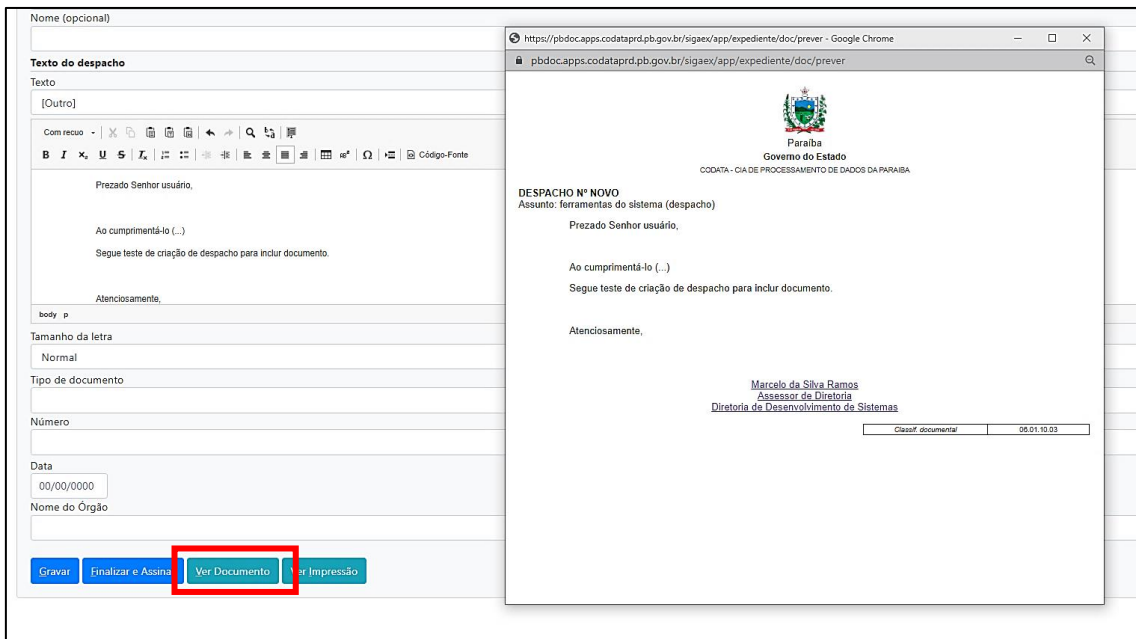 Nome (opcional)
Texto do despacho
Texto
[Outro]
Com recuo
B I x₂ U S Ix Ω Código-Fonte
Prezado Senhor usuário,
Ao cumprimentá-lo (...)
Segue teste de criação de despacho para inclur documento.
Atenciosamente,
body p
Tamanho da letra
Normal
Tipo de documento
Número
Data
00/00/0000
Nome do Órgão
Gravar
Finalizar e Assina
Ver Documento
er Impressão
https://pbdoc.apps.codataprd.pb.gov.br/sigaex/app/expediente/doc/prever - Google Chrome
pbdoc.apps.codataprd.pb.gov.br/sigaex/app/expediente/doc/prever
Paraíba
Governo do Estado
CODATA - CIA DE PROCESSAMENTO DE DADOS DA PARAIBA
DESPACHO Nº NOVO
Assunto: ferramentas do sistema (despacho)
Prezado Senhor usuário,
Ao cumprimentá-lo (...)
Segue teste de criação de despacho para inclur documento.
Atenciosamente,
Marcelo da Silva Ramos
Assessor de Diretoria
Diretoria de Desenvolvimento de Sistemas
Classif. documental 06.01.10.03